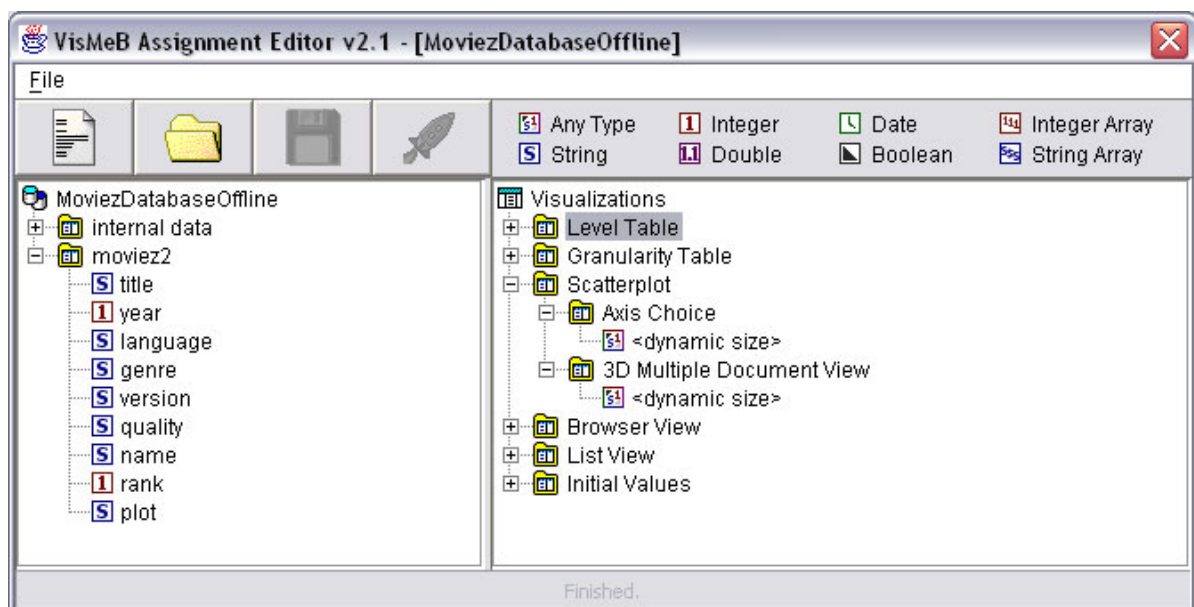 VisMeB Assignment Editor v2.1 - [MoviezDatabaseOffline]
File
Any Type Integer Date Integer Array
String Double Boolean String Array
MoviezDatabaseOffline
internal data
moviez2
title
year
language
genre
version
quality
name
rank
plot
Visualizations
Level Table
Granularity Table
Scatterplot
Axis Choice
<dynamic size>
3D Multiple Document View
<dynamic size>
Browser View
List View
Initial Values
Finished.